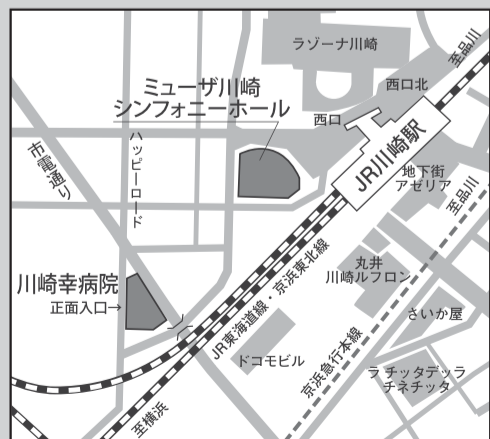 ラゾーナ川崎
至品川
ミューザ川崎
シンフォニーホール
西口北
西口
JR川崎駅
市電通り
ハッピーロード
地下街
アゼリア
至品川
川崎幸病院
正面入口→
丸井
川崎ルフロン
JR東海道線・京浜東北線
さいか屋
ドコモビル
京浜急行本線
ラ チッタデッラ
チネチッタ
至横浜